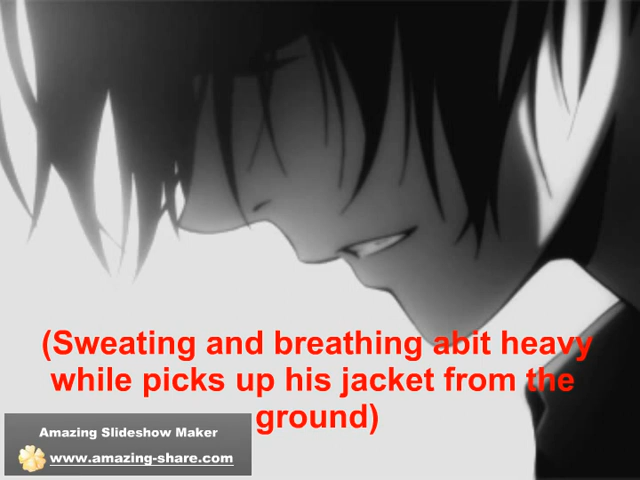 (Sweating and breathing abit heavy
while picks up his jacket from the
ground)
Amazing Slideshow Maker
www.amazing-share.com